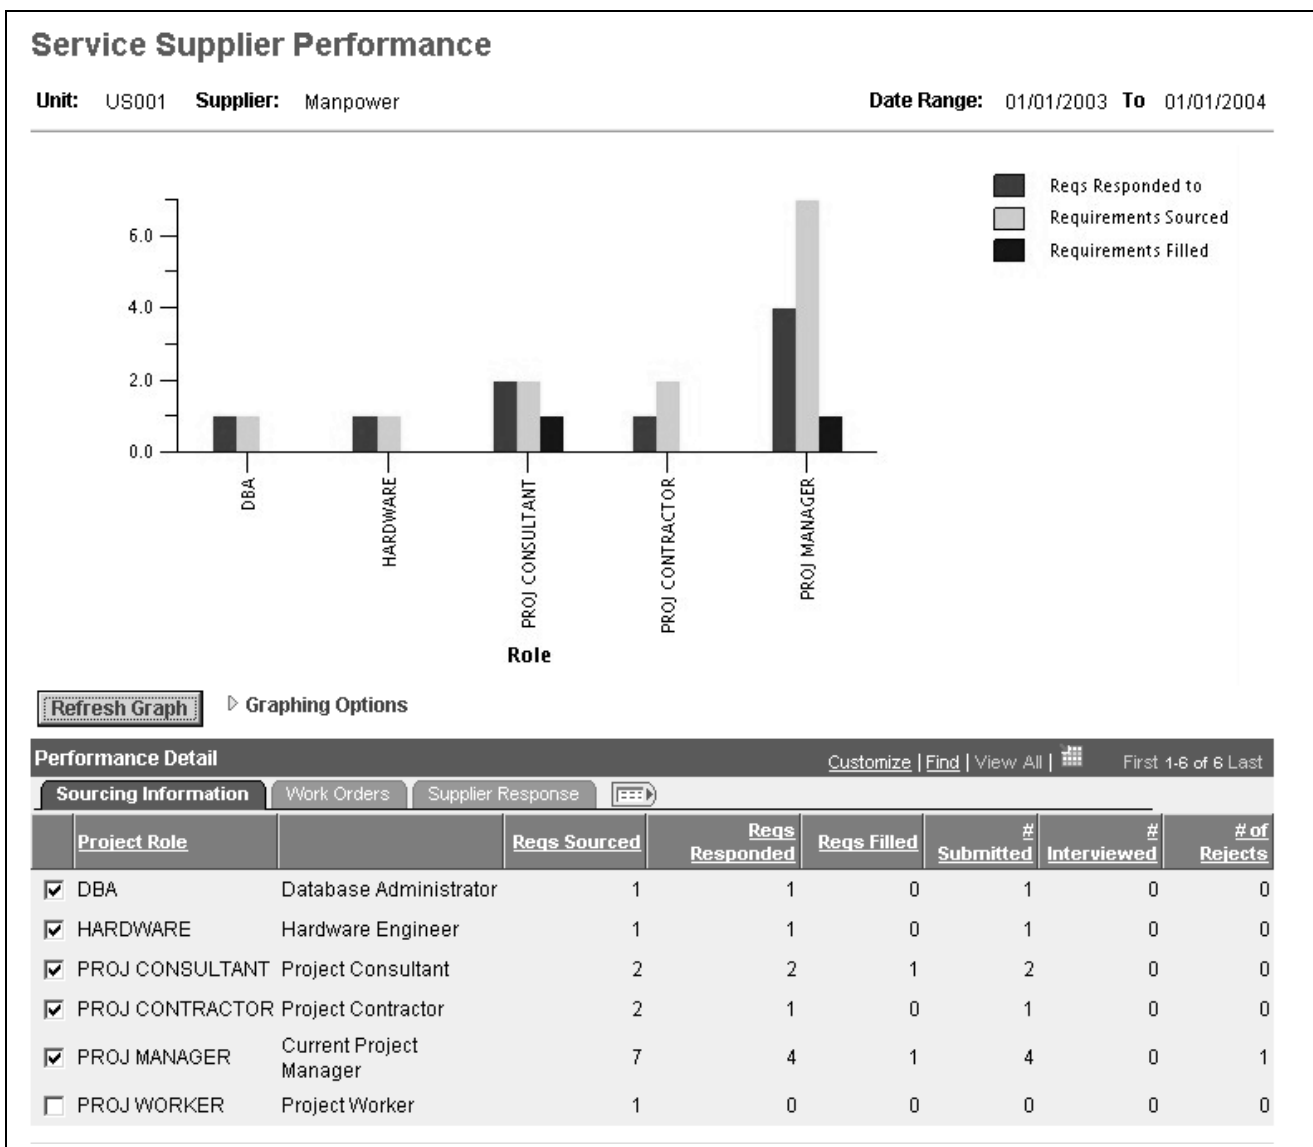 Service Supplier Performance
Unit: US001 Supplier: Manpower Date Range: 01/01/2003 To 01/01/2004
Reqs Responded to
Requirements Sourced
Requirements Filled
6.0
4.0
2.0
0.0
DBA
HARDWARE
PROJ CONSULTANT
PROJ CONTRACTOR
PROJ MANAGER
Role
Refresh Graph Graphing Options
Performance Detail Customize | Find | View All | First 1-6 of 6 Last
Sourcing Information Work Orders Supplier Response
Project Role Reqs Sourced Reqs Responded Reqs Filled # Submitted # Interviewed # of Rejects
DBA Database Administrator 1 1 0 1 0 0
HARDWARE Hardware Engineer 1 1 0 1 0 0
PROJ CONSULTANT Project Consultant 2 2 1 2 0 0
PROJ CONTRACTOR Project Contractor 2 1 0 1 0 0
PROJ MANAGER Current Project Manager 7 4 1 4 0 1
PROJ WORKER Project Worker 1 0 0 0 0 0